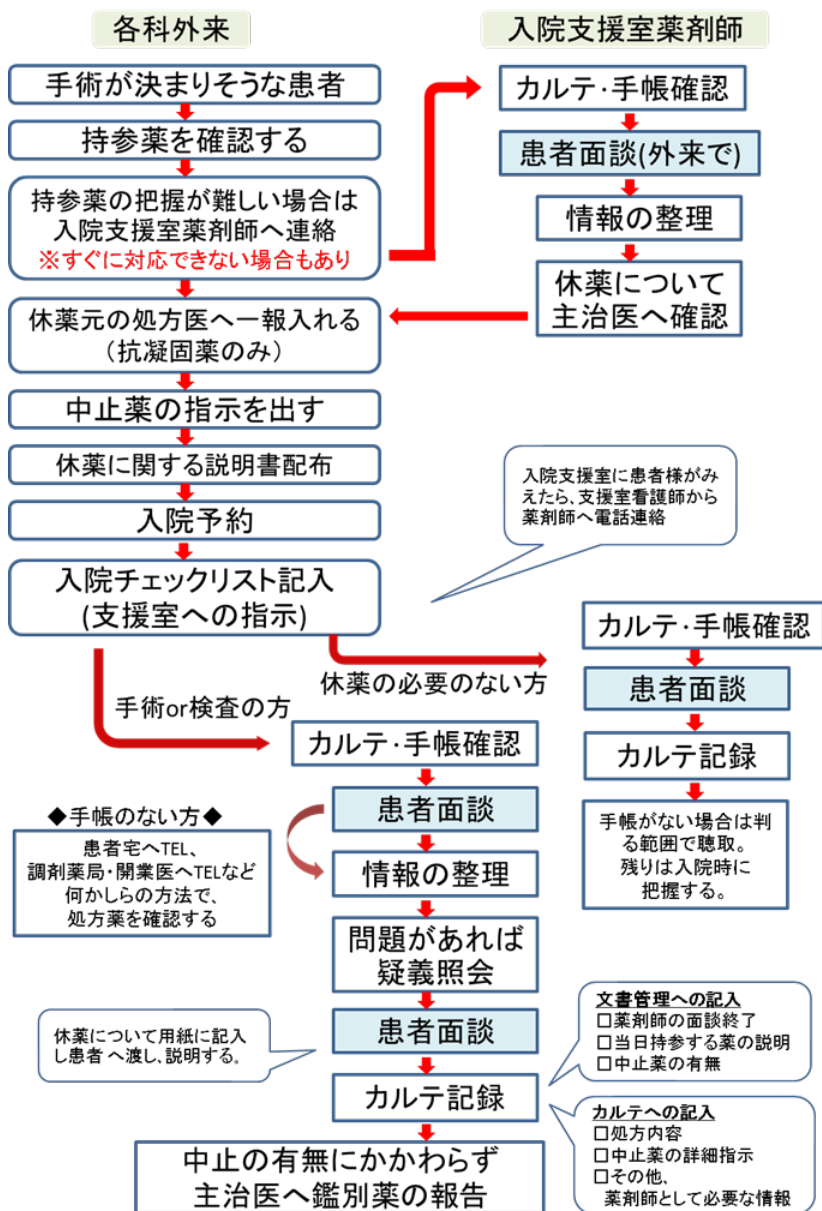 各科外来
手術が決まりそうな患者
持参薬を確認する
持参薬の把握が難しい場合は
入院支援室薬剤師へ連絡
※すぐに対応できない場合もあり
休薬元の処方医へ一報入れる
(抗凝固薬のみ)
中止薬の指示を出す
休薬に関する説明書配布
入院予約
入院チェックリスト記入
(支援室への指示)
入院支援室薬剤師
カルテ・手帳確認
患者面談(外来で)
情報の整理
休薬について
主治医へ確認
入院支援室に患者様がみ
えたら、支援室看護師から
薬剤師へ電話連絡
休薬の必要のない方
カルテ・手帳確認
患者面談
カルテ記録
手帳がない場合は判
る範囲で聴取。
残りは入院時に
把握する。
手術or検査の方
カルテ・手帳確認
患者面談
◆手帳のない方◆
患者宅へTEL、
調剤薬局・開業医へTELなど
何かしらの方法で、
処方薬を確認する
情報の整理
問題があれば
疑義照会
患者面談
休薬について用紙に記入
し患者へ渡し、説明する。
カルテ記録
文書管理への記入
□薬剤師の面談終了
□当日持参する薬の説明
□中止薬の有無
カルテへの記入
□処方内容
□中止薬の詳細指示
□その他、
薬剤師として必要な情報
中止の有無にかかわらず
主治医へ鑑別薬の報告